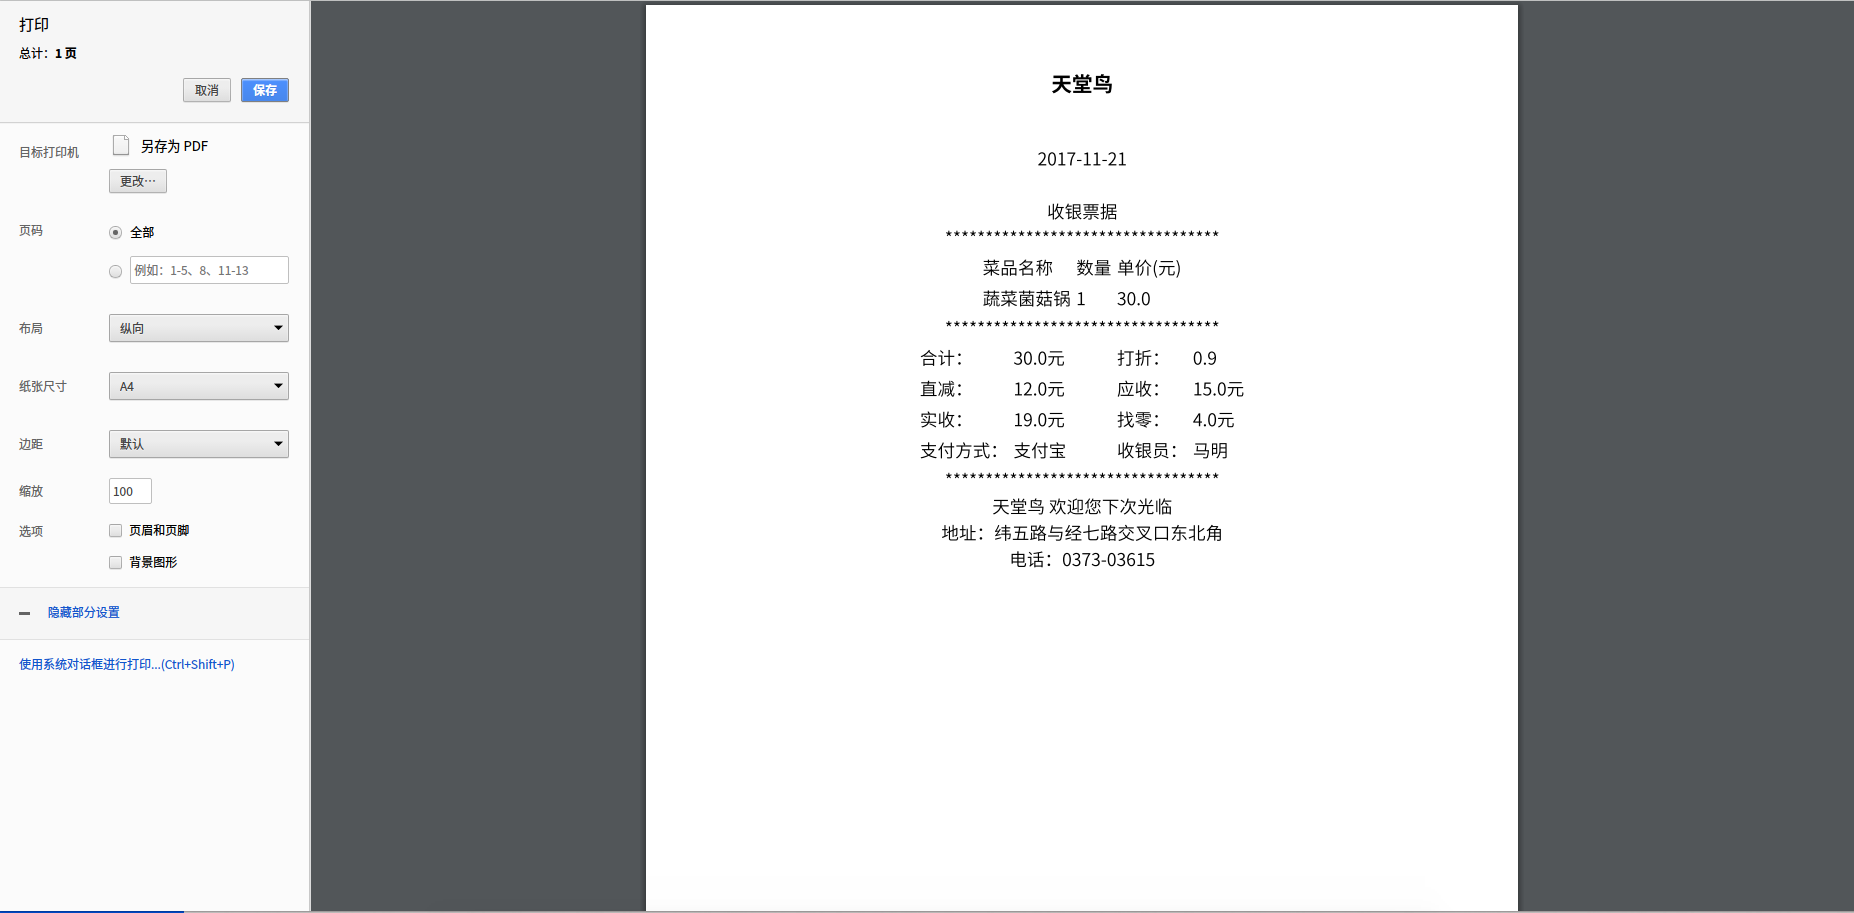 打印
总计：1 页
取消 保存
目标打印机 另存为 PDF
更改...
页码 全部
例如：1-5、8、11-13
布局 纵向
纸张尺寸 A4
边距 默认
缩放 100
选项 页眉和页脚
背景图形
隐藏部分设置
使用系统对话框进行打印...(Ctrl+Shift+P)
天堂鸟
2017-11-21
收银票据
**********************************
菜品名称 数量 单价(元)
蔬菜菌菇锅 1 30.0
**********************************
合计： 30.0元 打折： 0.9
直减： 12.0元 应收： 15.0元
实收： 19.0元 找零： 4.0元
支付方式： 支付宝 收银员： 马明
**********************************
天堂鸟 欢迎您下次光临
地址：纬五路与经七路交叉口东北角
电话：0373-03615